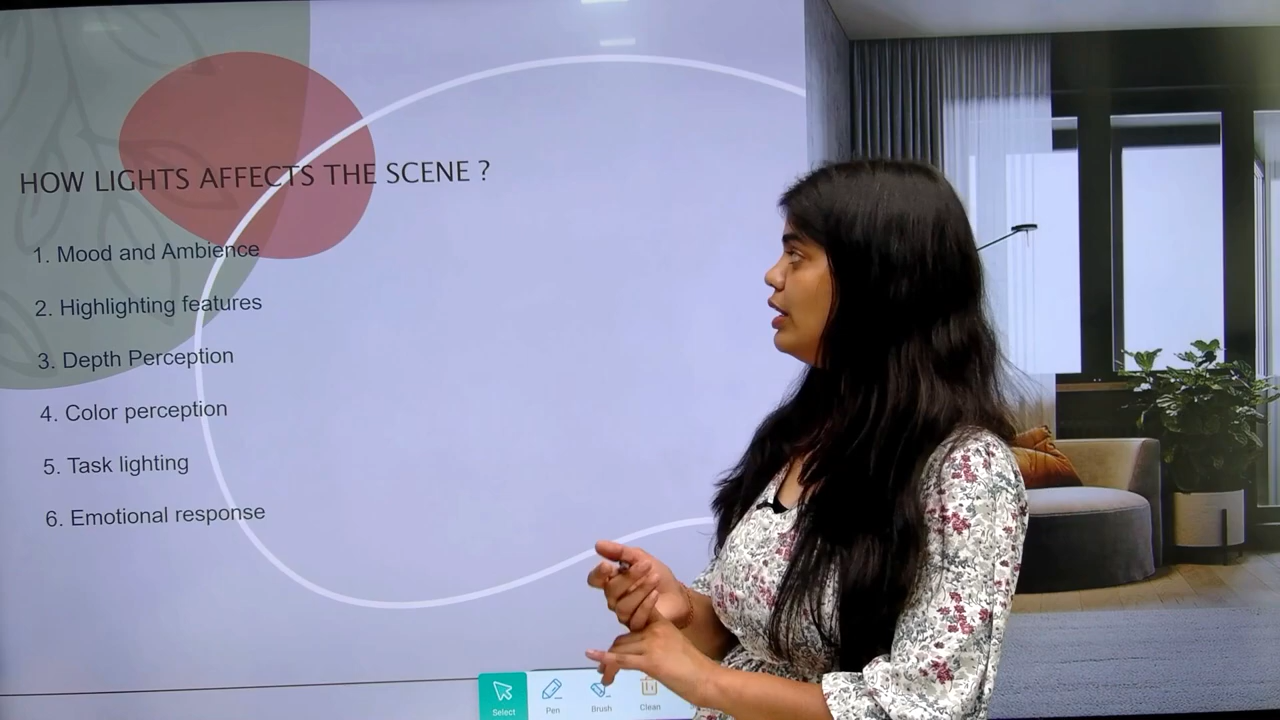 HOW LIGHTS AFFECTS THE SCENE ?
1. Mood and Ambience
2. Highlighting features
3. Depth Perception
4. Color perception
5. Task lighting
6. Emotional response
Select Pen Brush Clean